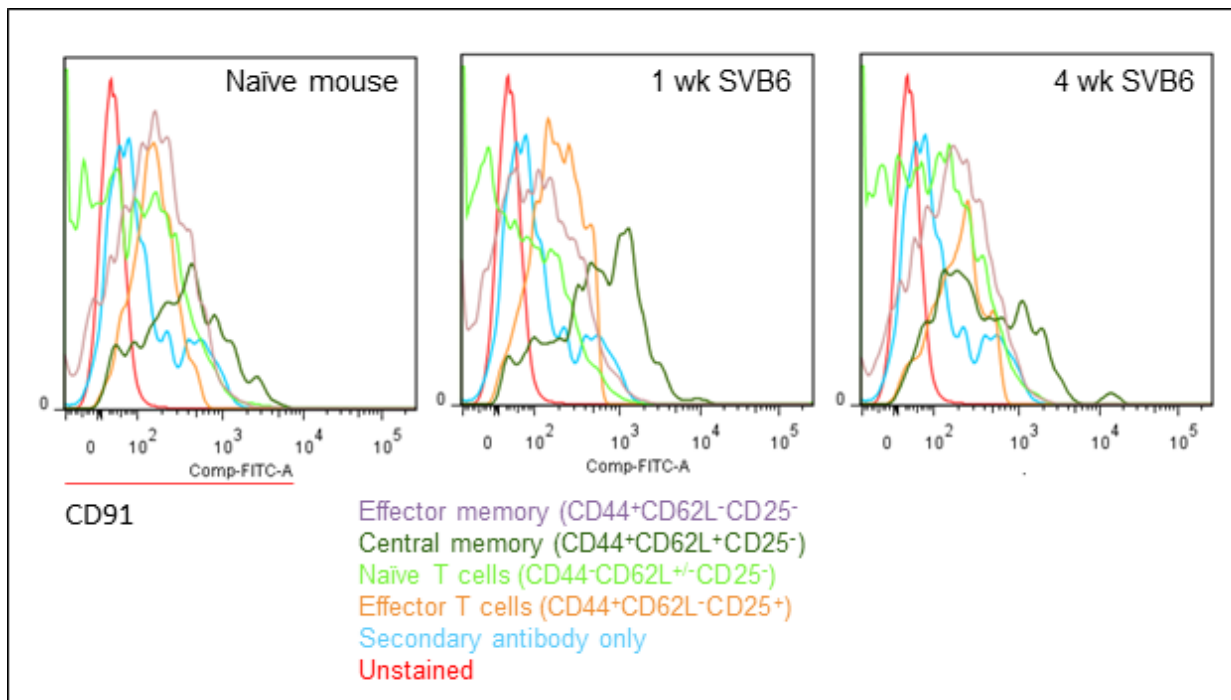 Naïve mouse
1 wk SVB6
4 wk SVB6
0
0
0
0 10² 10³ 10⁴ 10⁵
0 10² 10³ 10⁴ 10⁵
0 10² 10³ 10⁴ 10⁵
Comp-FITC-A
Comp-FITC-A
CD91
Effector memory (CD44⁺CD62L⁻CD25⁻
Central memory (CD44⁺CD62L⁺CD25⁻)
Naïve T cells (CD44⁻CD62L⁺/⁻CD25⁻)
Effector T cells (CD44⁺CD62L⁻CD25⁺)
Secondary antibody only
Unstained